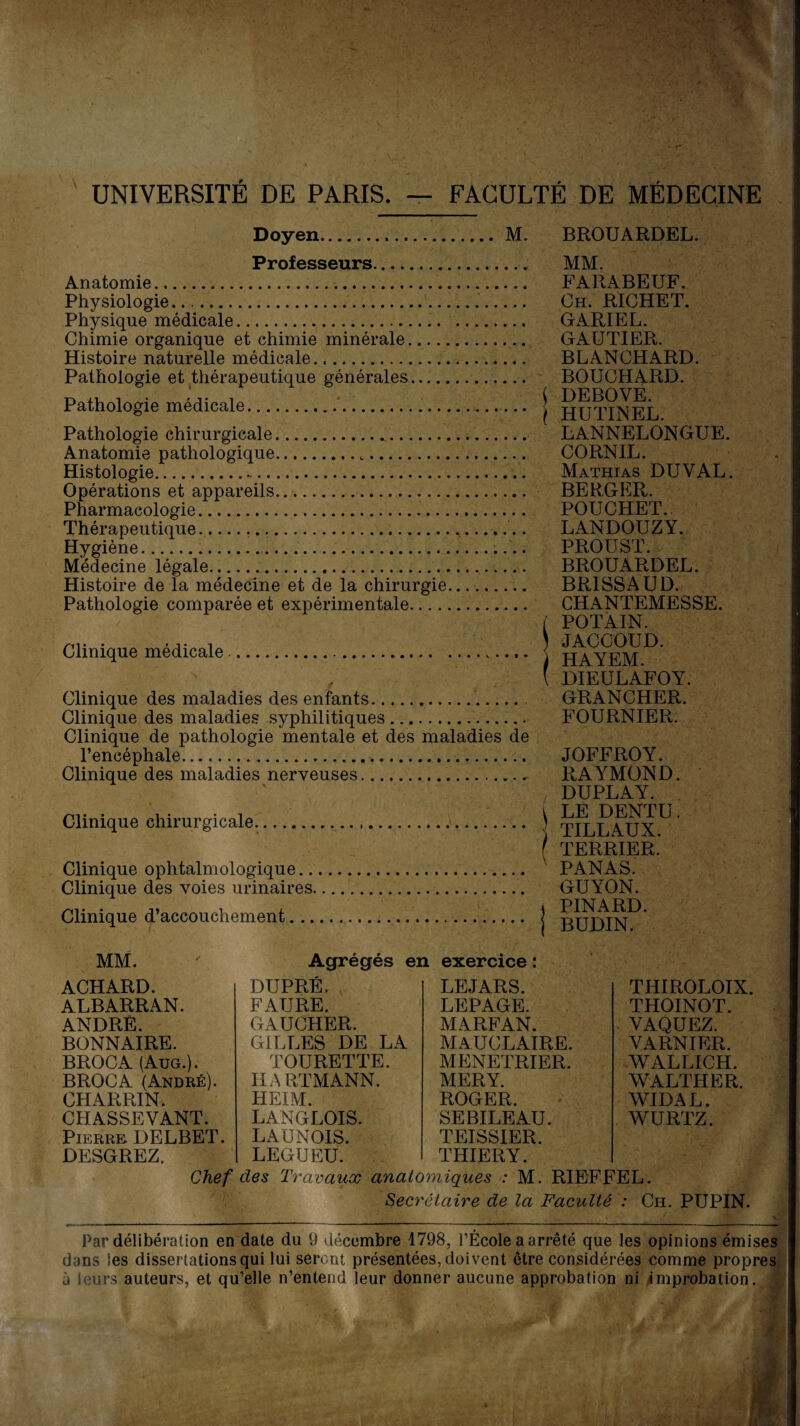 UNIVERSITÉ DE PARIS. — FACULTÉ DE MÉDECINE
Doyen.................... M. BROUARDEL.
Professeurs.................. MM.
Anatomie.................... FARABEUF.
Physiologie.................... CH. RICHET.
Physique médicale.................... GARIEL.
Chimie organique et chimie minérale............. GAUTIER.
Histoire naturelle médicale.................... BLANCHARD.
Pathologie et thérapeutique générales............. BOUCHARD.
Pathologie médicale.................... { DEBOVE.
HUTINEL.
Pathologie chirurgicale.................... LANNELONGUE.
Anatomie pathologique.................... CORNIL.
Histologie.................... MATHIAS DUVAL.
Opérations et appareils.................... BERGER.
Pharmacologie.................... POUCHET.
Thérapeutique.................... LANDOUZY.
Hygiène.................... PROUST.
Médecine légale.................... BROUARDEL.
Histoire de la médecine et de la chirurgie......... BRISSAUD.
Pathologie comparée et expérimentale............. CHANTEMESSE.
Clinique médicale.................... { POTAIN.
JACCOUD.
HAYEM.
DIEULAFOY.
Clinique des maladies des enfants................. GRANCHER.
Clinique des maladies syphilitiques............... FOURNIER.
Clinique de pathologie mentale et des maladies de
l'encéphale.................... JOFFROY.
Clinique des maladies nerveuses.................. RAYMOND.
Clinique chirurgicale.................... { DUPLAY.
LE DENTU.
TILLAUX.
TERRIER.
Clinique ophtalmologique.................... PANAS.
Clinique des voies urinaires.................... GUYON.
Clinique d'accouchement.................... { PINARD.
BUDIN.
MM. Agrégés en exercice :
ACHARD. DUPRÉ. LEJARS. THIROLOIX.
ALBARRAN. FAURE. LEPAGE. THOINOT.
ANDRÉ. GAUCHER. MARFAN. VAQUEZ.
BONNAIRE. GILLES DE LA MAUCLAIRE. VARNIER.
BROCA (AUG.). TOURETTE. MENETRIER. WALLICH.
BROCA (ANDRÉ). HARTMANN. MERY. WALTHER.
CHARRIN. HEIM. ROGER. WIDAL.
CHASSEVANT. LANGLOIS. SEBILEAU. WURTZ.
PIERRE DELBET. LAUNOIS. TEISSIER.
DESGREZ. LEGUEU. THIERY.
Chef des Travaux anatomiques : M. RIEFFEL.
Secrétaire de la Faculté : CH. PUPIN.
Par délibération en date du 9 décembre 1798, l'École a arrêté que les opinions émises
dans les dissertations qui lui seront présentées, doivent être considérées comme propres
à leurs auteurs, et qu'elle n'entend leur donner aucune approbation ni improbation.